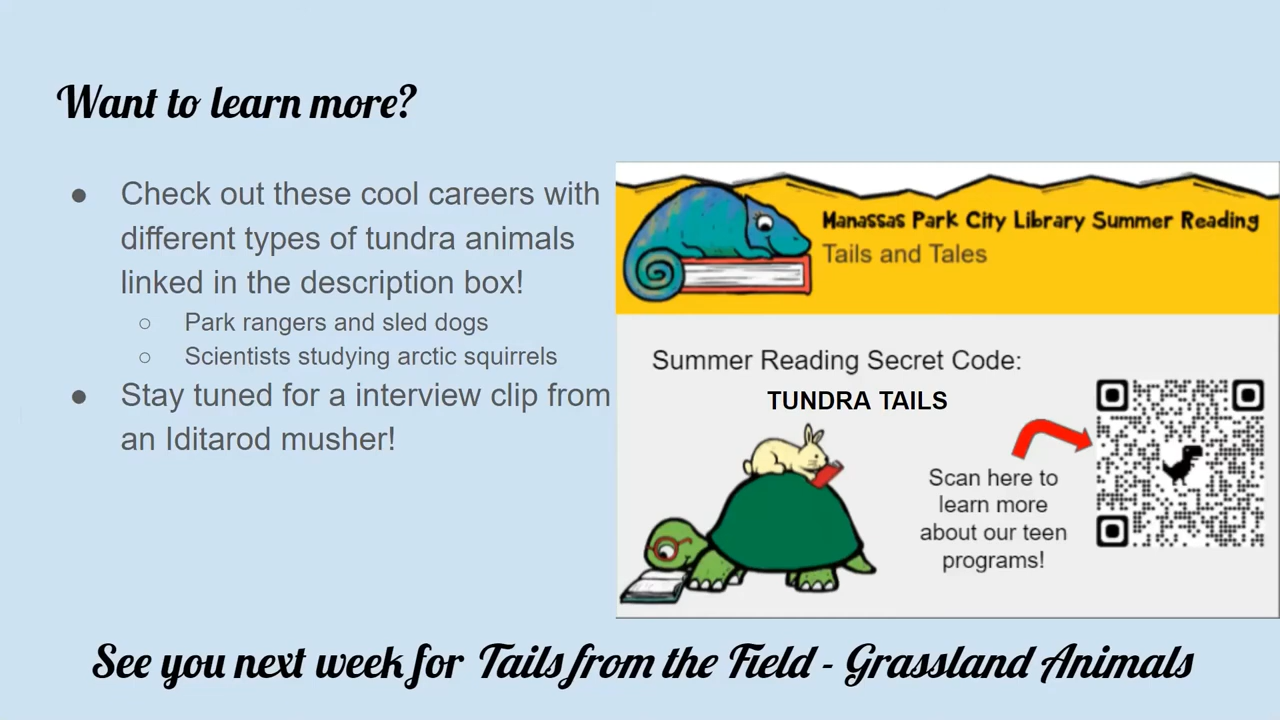 Want to learn more?
Check out these cool careers with
different types of tundra animals
linked in the description box!
Park rangers and sled dogs
Scientists studying arctic squirrels
Stay tuned for a interview clip from
an Iditarod musher!
Manassas Park City Library Summer Reading
Tails and Tales
Summer Reading Secret Code:
TUNDRA TAILS
Scan here to
learn more
about our teen
programs!
See you next week for Tails from the Field - Grassland Animals